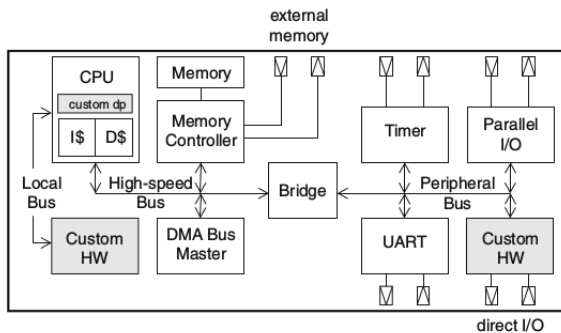 external
memory
CPU
custom dp
I$
D$
Memory
Memory
Controller
Timer
Parallel
I/O
Local
Bus
High-speed
Bus
Bridge
Peripheral
Bus
Custom
HW
DMA Bus
Master
UART
Custom
HW
direct I/O